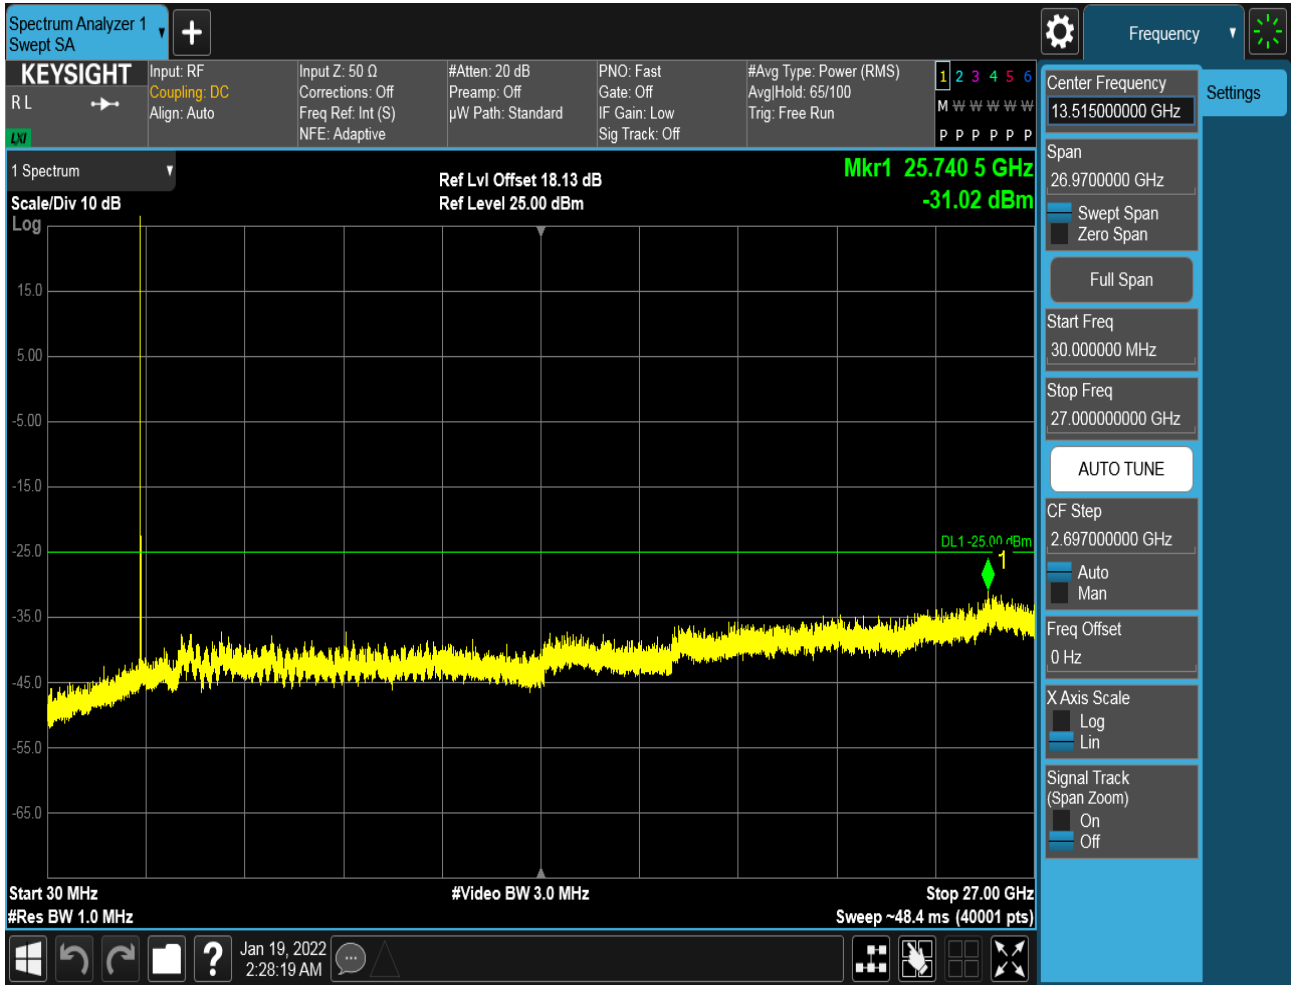 Spectrum Analyzer 1
Swept SA
Frequency
KEYSIGHT
R L
LXI
Input: RF
Coupling: DC
Align: Auto
Input Z: 50 Ω
Corrections: Off
Freq Ref: Int (S)
NFE: Adaptive
#Atten: 20 dB
Preamp: Off
µW Path: Standard
PNO: Fast
Gate: Off
IF Gain: Low
Sig Track: Off
#Avg Type: Power (RMS)
Avg|Hold: 65/100
Trig: Free Run
1 2 3 4 5 6
M W W W W W
P P P P P P
1 Spectrum
Scale/Div 10 dB
Log
Ref Lvl Offset 18.13 dB
Ref Level 25.00 dBm
Mkr1 25.740 5 GHz
-31.02 dBm
15.0
5.00
-5.00
-15.0
-25.0
-35.0
-45.0
-55.0
-65.0
DL1 -25.00 dBm
1
Start 30 MHz
#Res BW 1.0 MHz
#Video BW 3.0 MHz
Stop 27.00 GHz
Sweep ~48.4 ms (40001 pts)
Center Frequency
13.515000000 GHz
Span
26.9700000 GHz
Swept Span
Zero Span
Full Span
Start Freq
30.000000 MHz
Stop Freq
27.000000000 GHz
AUTO TUNE
CF Step
2.697000000 GHz
Auto
Man
Freq Offset
0 Hz
X Axis Scale
Log
Lin
Signal Track
(Span Zoom)
On
Off
Settings
?
Jan 19, 2022
2:28:19 AM